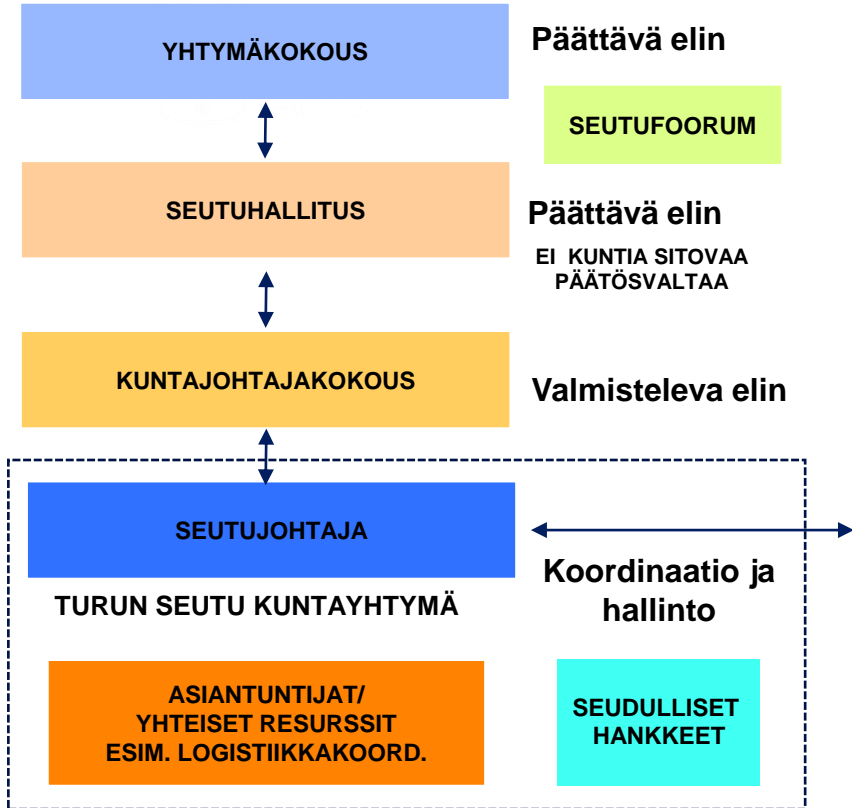 YHTYMÄKOKOUS
Päättävä elin
SEUTUFOORUM
SEUTUHALLITUS
Päättävä elin
EI KUNTIA SITOVAA
PÄÄTÖSVALTAA
KUNTAJOHTAJAKOKOUS
Valmisteleva elin
SEUTUJOHTAJA
Koordinaatio ja
hallinto
TURUN SEUTU KUNTAYHTYMÄ
ASIANTUNTIJAT/
YHTEISET RESURSSIT
ESIM. LOGISTIIKKAKOORD.
SEUDULLISET
HANKKEET